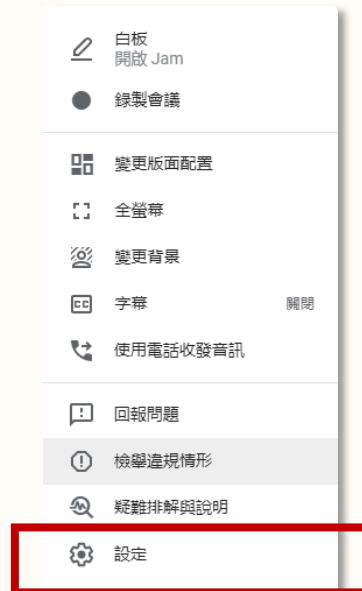 白板
開啟 Jam
錄製會議
變更版面配置
全螢幕
變更背景
字幕 關閉
使用電話收發音訊
回報問題
檢舉違規情形
疑難排解與說明
設定